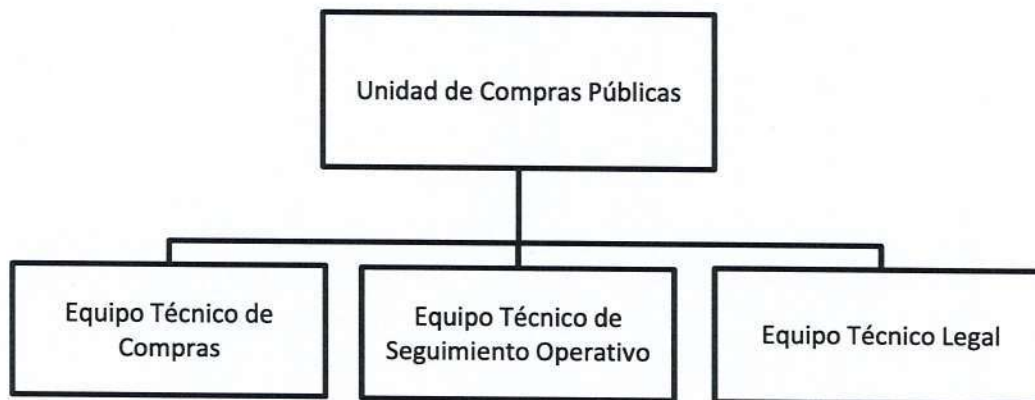 Unidad de Compras Públicas
Equipo Técnico de
Compras
Equipo Técnico de
Seguimiento Operativo
Equipo Técnico Legal